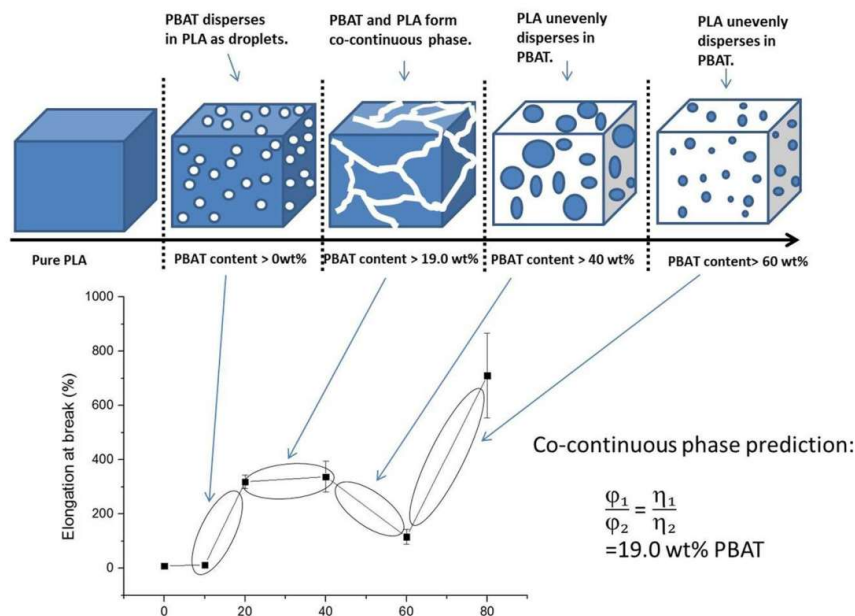 PBAT disperses
in PLA as droplets.
PBAT and PLA form
co-continuous phase.
PLA unevenly
disperses in
PBAT.
PLA unevenly
disperses in
PBAT.
Pure PLA
PBAT content > 0wt%
PBAT content > 19.0 wt%
PBAT content > 40 wt%
PBAT content> 60 wt%
Elongation at break (%)
1000
800
600
400
200
0
0 20 40 60 80
Co-continuous phase prediction:
φ₁/φ₂ = η₁/η₂
=19.0 wt% PBAT